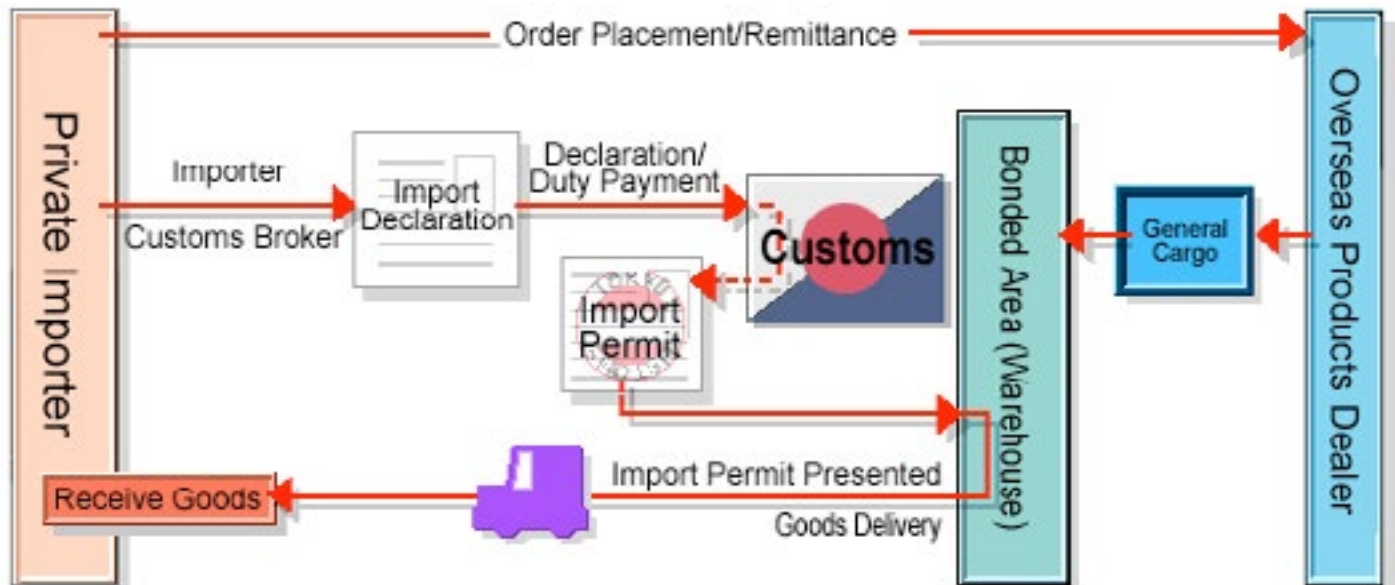 Order Placement/Remittance
Private Importer
Importer
Customs Broker
Import
Declaration
Declaration/
Duty Payment
Customs
Import
Permit
Bonded Area (Warehouse)
General
Cargo
Overseas Products Dealer
Import Permit Presented
Goods Delivery
Receive Goods